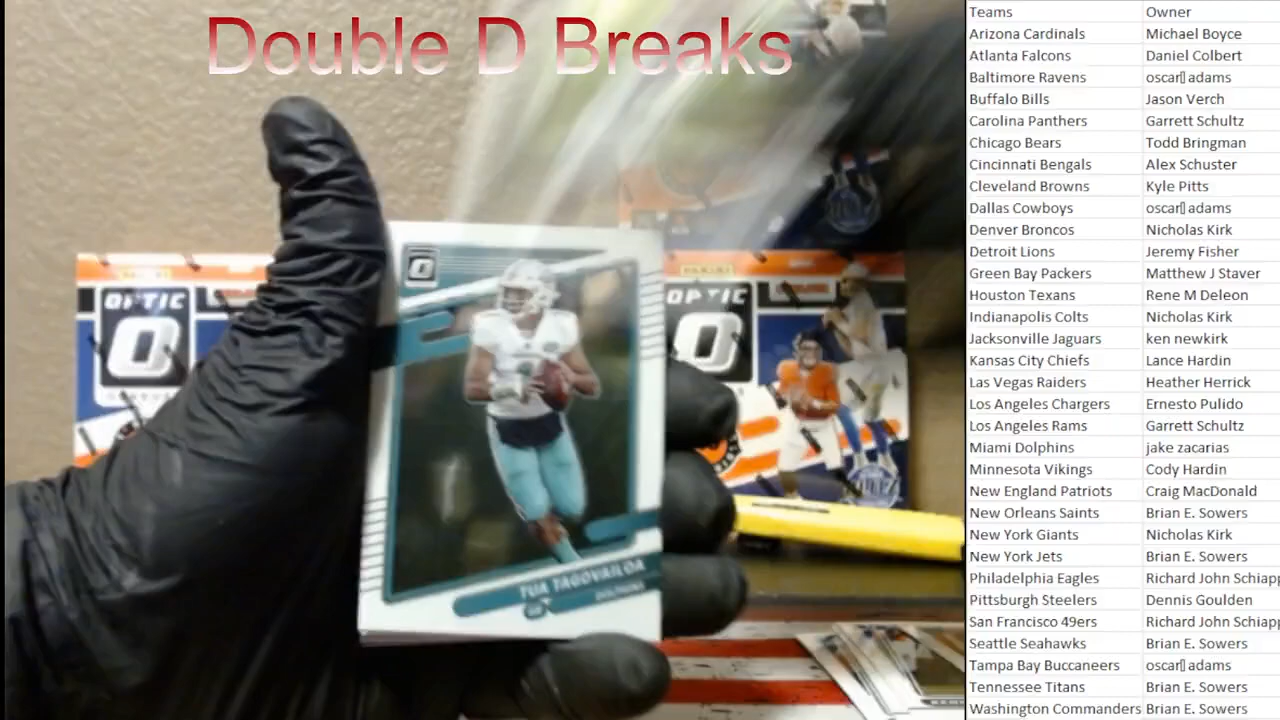 Double D Breaks
OPTIC
OPTIC
TUA TAGOVAILOA
DOLPHINS
Teams Owner
Arizona Cardinals Michael Boyce
Atlanta Falcons Daniel Colbert
Baltimore Ravens oscar▯ adams
Buffalo Bills Jason Verch
Carolina Panthers Garrett Schultz
Chicago Bears Todd Bringman
Cincinnati Bengals Alex Schuster
Cleveland Browns Kyle Pitts
Dallas Cowboys oscar▯ adams
Denver Broncos Nicholas Kirk
Detroit Lions Jeremy Fisher
Green Bay Packers Matthew J Staver
Houston Texans Rene M Deleon
Indianapolis Colts Nicholas Kirk
Jacksonville Jaguars ken newkirk
Kansas City Chiefs Lance Hardin
Las Vegas Raiders Heather Herrick
Los Angeles Chargers Ernesto Pulido
Los Angeles Rams Garrett Schultz
Miami Dolphins jake zacarias
Minnesota Vikings Cody Hardin
New England Patriots Craig MacDonald
New Orleans Saints Brian E. Sowers
New York Giants Nicholas Kirk
New York Jets Brian E. Sowers
Philadelphia Eagles Richard John Schiapp
Pittsburgh Steelers Dennis Goulden
San Francisco 49ers Richard John Schiapp
Seattle Seahawks Brian E. Sowers
Tampa Bay Buccaneers oscar▯ adams
Tennessee Titans Brian E. Sowers
Washington Commanders Brian E. Sowers